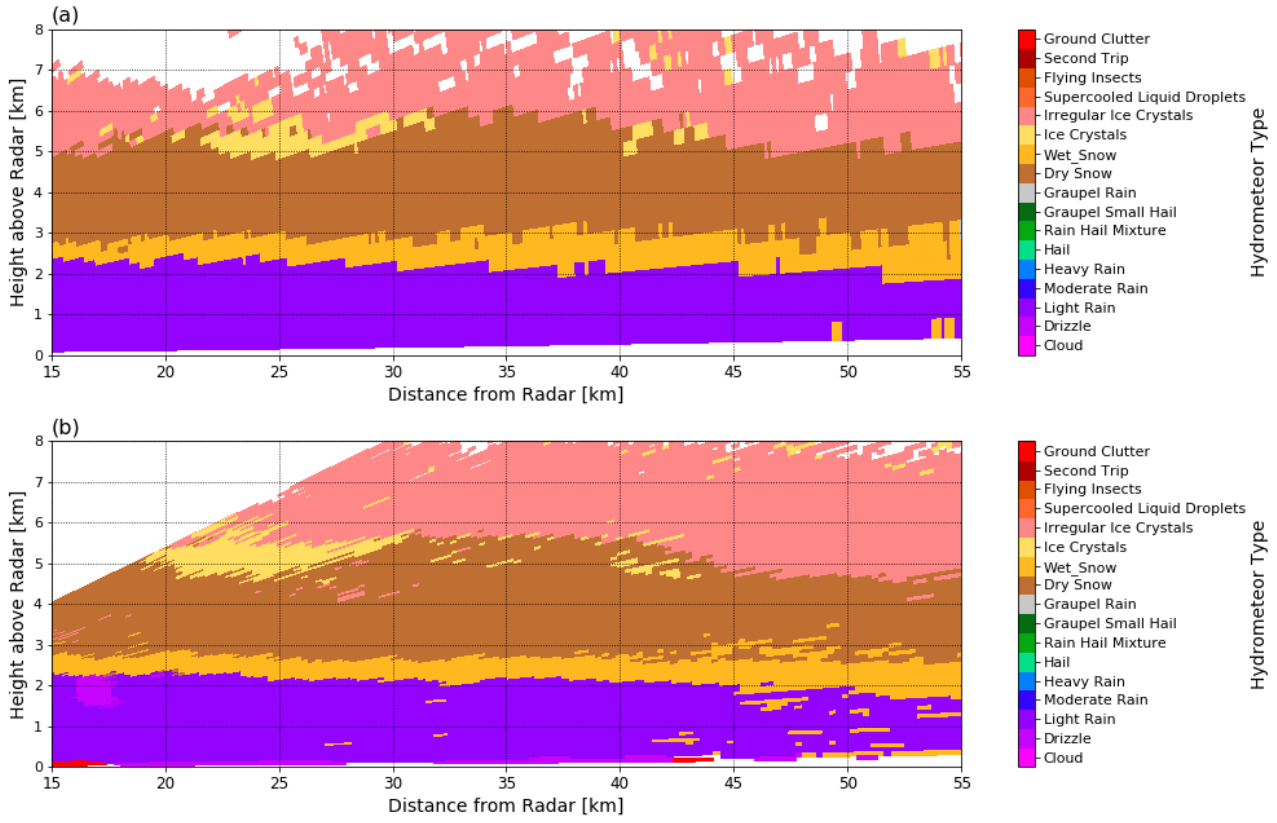 (a)
8
7
6
5
4
3
2
1
0
Height above Radar [km]
15 20 25 30 35 40 45 50 55
Distance from Radar [km]
Ground Clutter
Second Trip
Flying Insects
Supercooled Liquid Droplets
Irregular Ice Crystals
Ice Crystals
Wet_Snow
Dry Snow
Graupel Rain
Graupel Small Hail
Rain Hail Mixture
Hail
Heavy Rain
Moderate Rain
Light Rain
Drizzle
Cloud
Hydrometeor Type
(b)
8
7
6
5
4
3
2
1
0
Height above Radar [km]
15 20 25 30 35 40 45 50 55
Distance from Radar [km]
Ground Clutter
Second Trip
Flying Insects
Supercooled Liquid Droplets
Irregular Ice Crystals
Ice Crystals
Wet_Snow
Dry Snow
Graupel Rain
Graupel Small Hail
Rain Hail Mixture
Hail
Heavy Rain
Moderate Rain
Light Rain
Drizzle
Cloud
Hydrometeor Type